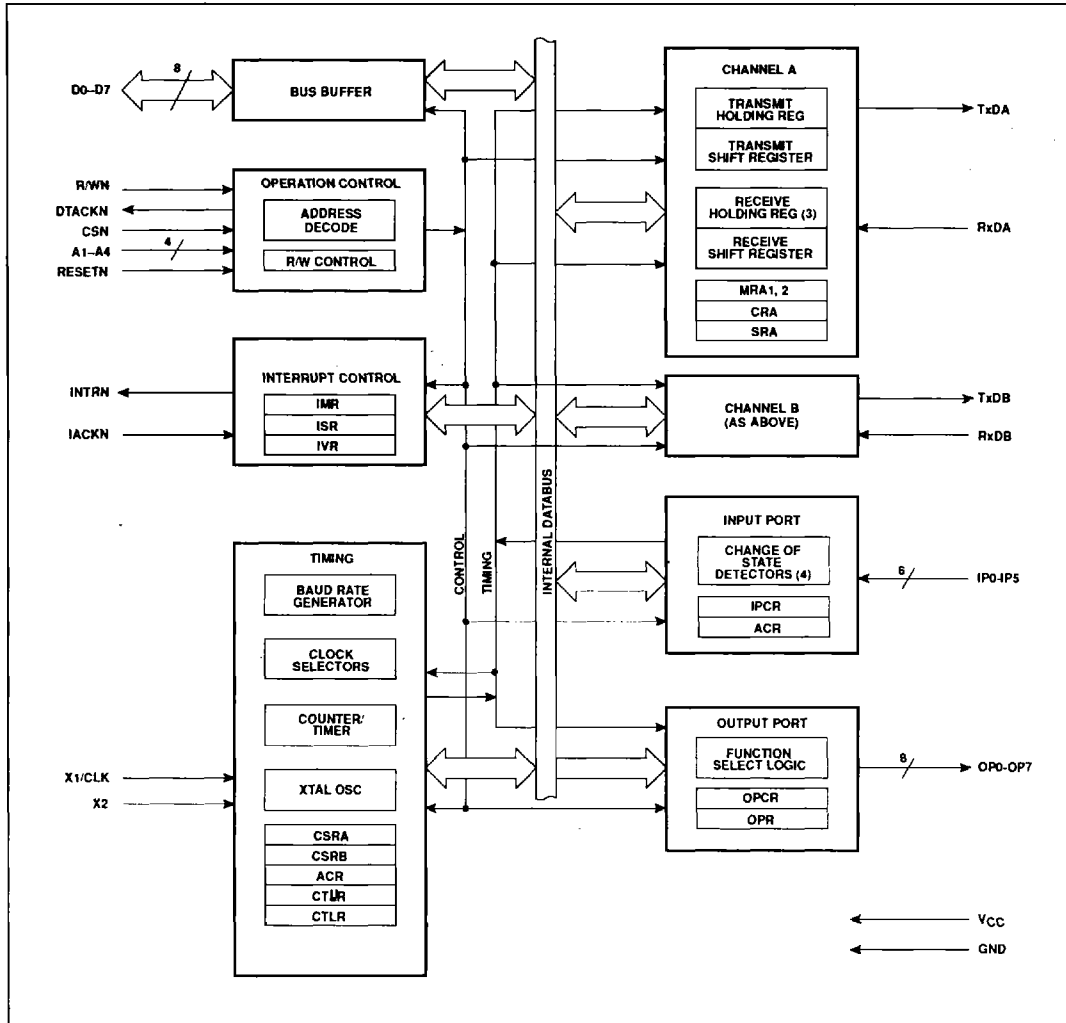 D0–D7
8
BUS BUFFER
R/WN
DTACKN
CSN
A1–A4
4
RESETN
OPERATION CONTROL
ADDRESS
DECODE
R/W CONTROL
INTRN
IACKN
INTERRUPT CONTROL
IMR
ISR
IVR
TIMING
BAUD RATE
GENERATOR
CLOCK
SELECTORS
COUNTER/
TIMER
X1/CLK
X2
XTAL OSC
CSRA
CSRB
ACR
CTUR
CTLR
CONTROL
TIMING
INTERNAL DATABUS
CHANNEL A
TRANSMIT
HOLDING REG
TRANSMIT
SHIFT REGISTER
RECEIVE
HOLDING REG (3)
RECEIVE
SHIFT REGISTER
MRA1, 2
CRA
SRA
TxDA
RxDA
CHANNEL B
(AS ABOVE)
TxDB
RxDB
INPUT PORT
CHANGE OF
STATE
DETECTORS (4)
IPCR
ACR
6
IP0-IP5
OUTPUT PORT
FUNCTION
SELECT LOGIC
OPCR
OPR
8
OP0-OP7
VCC
GND